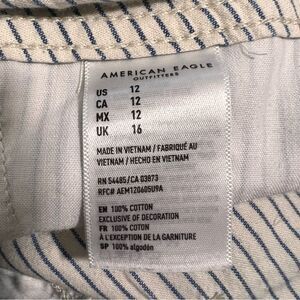 AMERICAN EAGLE
OUTFITTERS
US 12
CA 12
MX 12
UK 16
MADE IN VIETNAM / FABRIQUÉ AU
VIETNAM / HECHO EN VIETNAM
RN 54485/CA 03973
RFC# AEM120605U9A
EN 100% COTTON
EXCLUSIVE OF DECORATION
FR 100% COTON
À L'EXCEPTION DE LA GARNITURE
SP 100% algodón